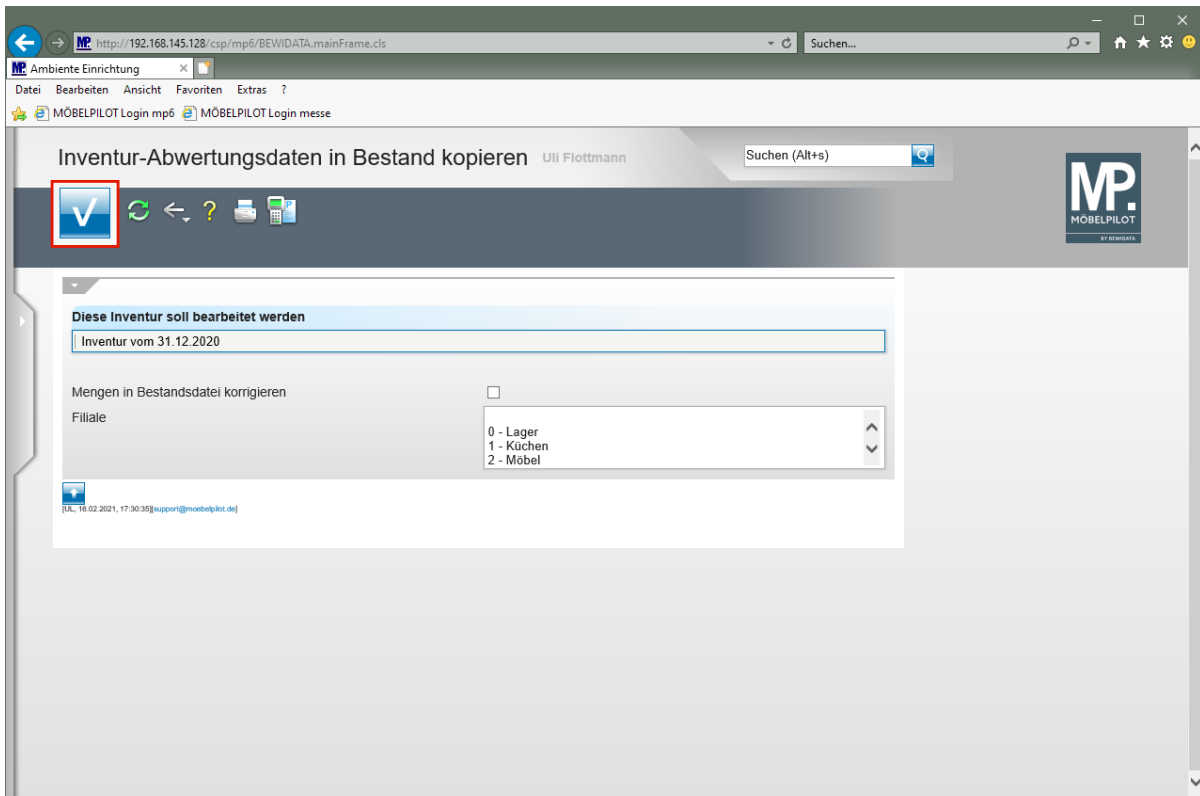 http://192.168.145.128/csp/mp6/BEWIDATA.mainFrame.cls
Suchen...
MP. Ambiente Einrichtung
Datei Bearbeiten Ansicht Favoriten Extras ?
MÖBELPILOT Login mp6 MÖBELPILOT Login messe
Inventur-Abwertungsdaten in Bestand kopieren Uli Flottmann
Suchen (Alt+s)
MP.
MÖBELPILOT
BY BEWIDATA
Diese Inventur soll bearbeitet werden
Inventur vom 31.12.2020
Mengen in Bestandsdatei korrigieren
Filiale
0 - Lager
1 - Küchen
2 - Möbel
[UL, 16.02.2021, 17:30:35][support@moebelpilot.de]